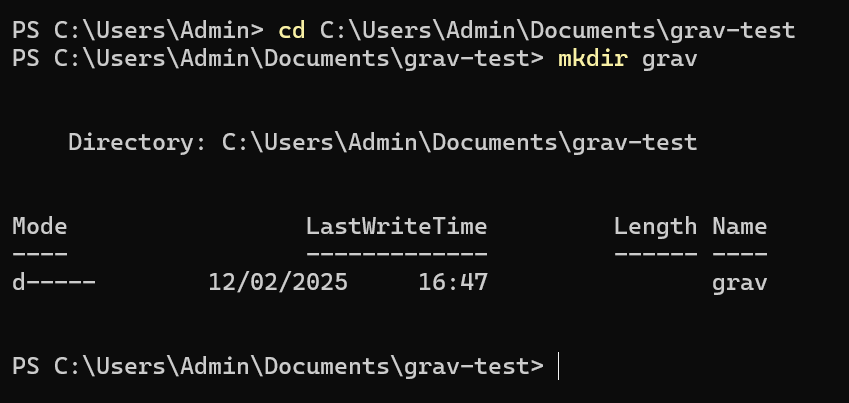 PS C:\Users\Admin> cd C:\Users\Admin\Documents\grav-test
PS C:\Users\Admin\Documents\grav-test> mkdir grav
    Directory: C:\Users\Admin\Documents\grav-test
Mode                 LastWriteTime         Length Name
----                 -------------         ------ ----
d-----        12/02/2025     16:47                grav
PS C:\Users\Admin\Documents\grav-test>